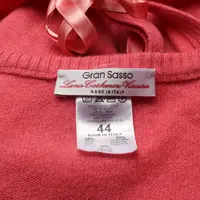 Gran Sasso
Lana Cashmere Viscosa
MADE IN ITALY
44
MADE IN ITALY